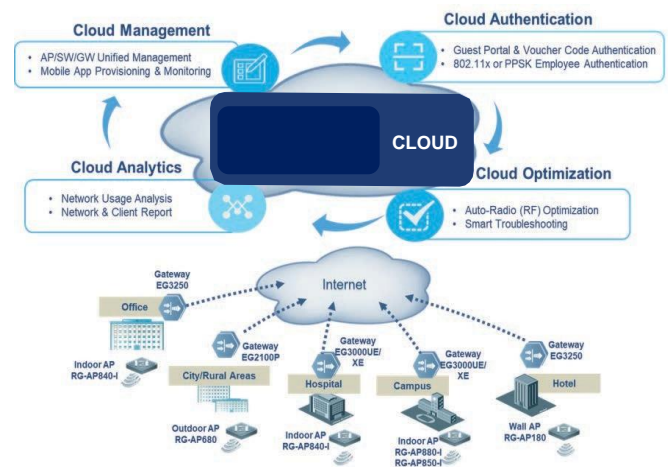 Cloud Management
• AP/SW/GW Unified Management
• Mobile App Provisioning & Monitoring
Cloud Authentication
• Guest Portal & Voucher Code Authentication
• 802.11x or PPSK Employee Authentication
CLOUD
Cloud Analytics
• Network Usage Analysis
• Network & Client Report
Cloud Optimization
• Auto-Radio (RF) Optimization
• Smart Troubleshooting
Internet
Gateway
EG3250
Office
Indoor AP
RG-AP840-I
Gateway
EG2100P
City/Rural Areas
Outdoor AP
RG-AP680
Gateway
EG3000UE/
XE
Hospital
Indoor AP
RG-AP840-I
Gateway
EG3000UE/
XE
Campus
Indoor AP
RG-AP880-I
RG-AP850-I
Gateway
EG3250
Hotel
Wall AP
RG-AP180